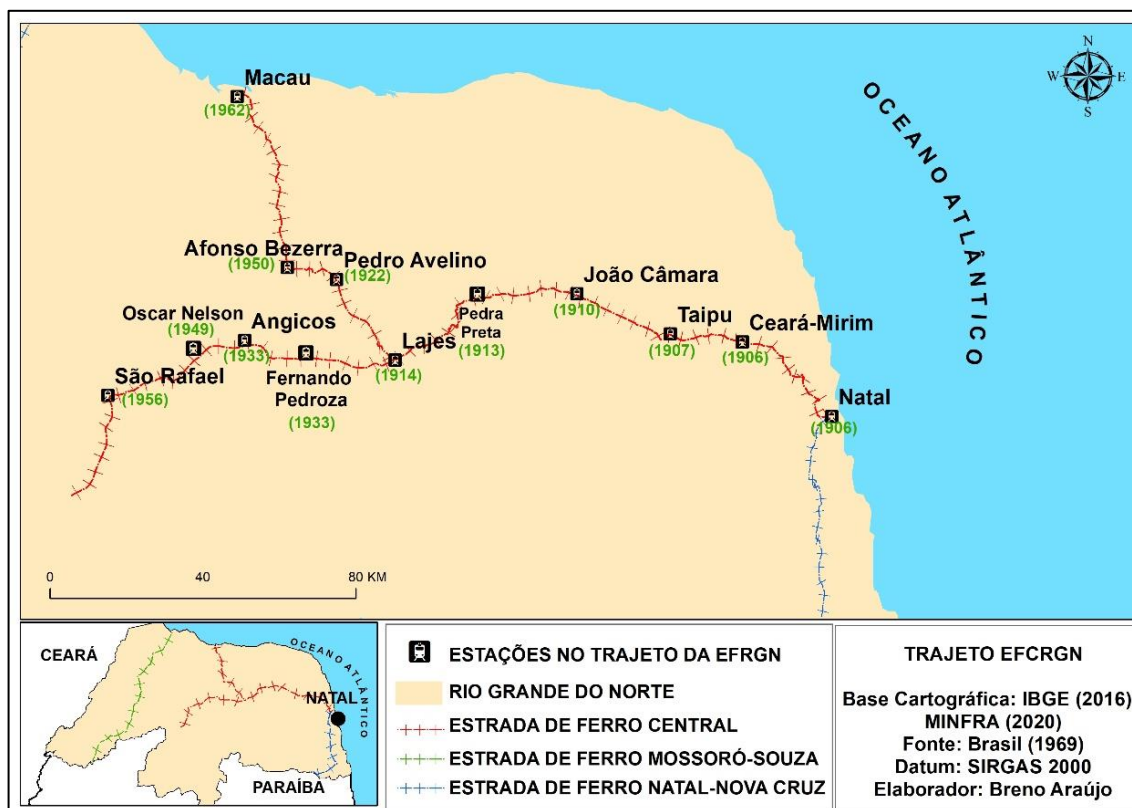 Macau
(1962)
N
W E
S
OCEANO ATLÂNTICO
Afonso Bezerra
(1950)
Pedro Avelino
(1922)
João Câmara
(1910)
Oscar Nelson
(1949)
Angicos
(1933)
Pedra
Preta
(1913)
Lajes
(1914)
Taipu
(1907)
Ceará-Mirim
(1906)
São Rafael
(1956)
Fernando
Pedroza
(1933)
Natal
(1906)
0 40 80 KM
CEARÁ
OCEANO ATLÂNTICO
NATAL
PARAÍBA
ESTAÇÕES NO TRAJETO DA EFRGN
RIO GRANDE DO NORTE
ESTRADA DE FERRO CENTRAL
ESTRADA DE FERRO MOSSORÓ-SOUZA
ESTRADA DE FERRO NATAL-NOVA CRUZ
TRAJETO EFCRGN
Base Cartográfica: IBGE (2016)
MINFRA (2020)
Fonte: Brasil (1969)
Datum: SIRGAS 2000
Elaborador: Breno Araújo